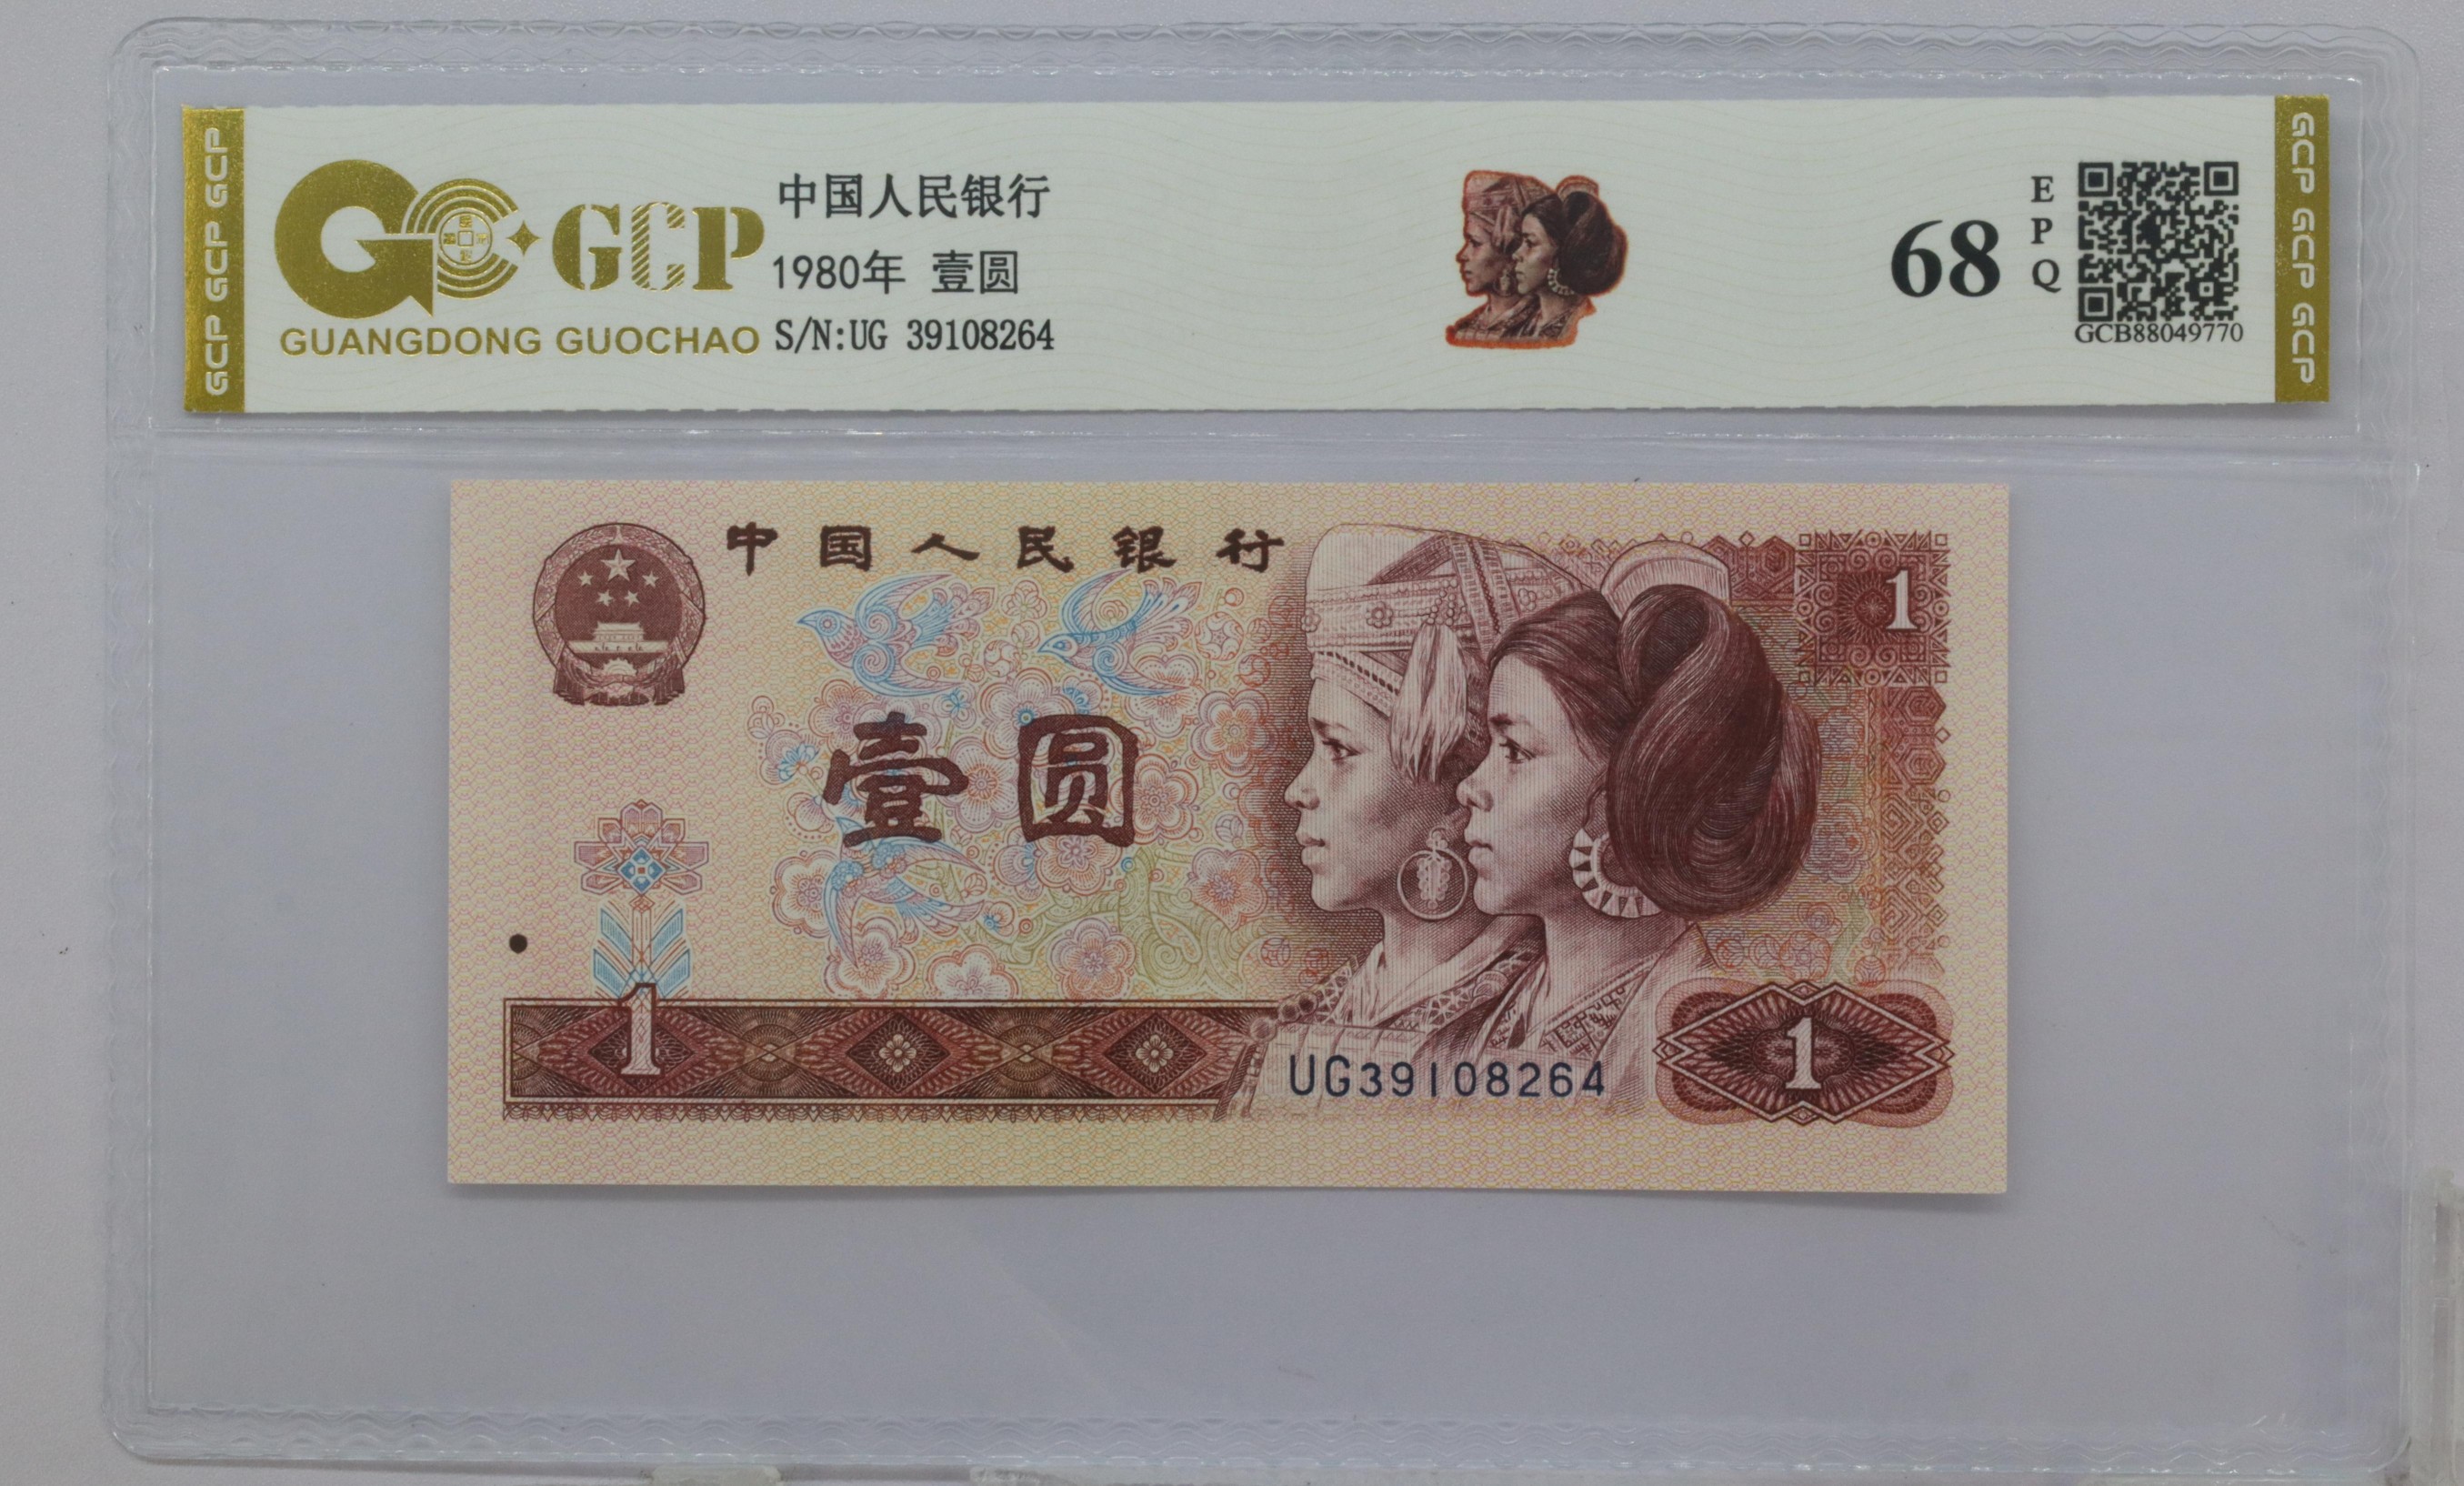 GCP GCP GCP
GCP
GUANGDONG GUOCHAO
中国人民银行
1980年 壹圆
S/N:UG 39108264
68
E
P
Q
GCB88049770
GCP GCP GCP
中国人民银行
1
壹圆
1
UG39108264
1